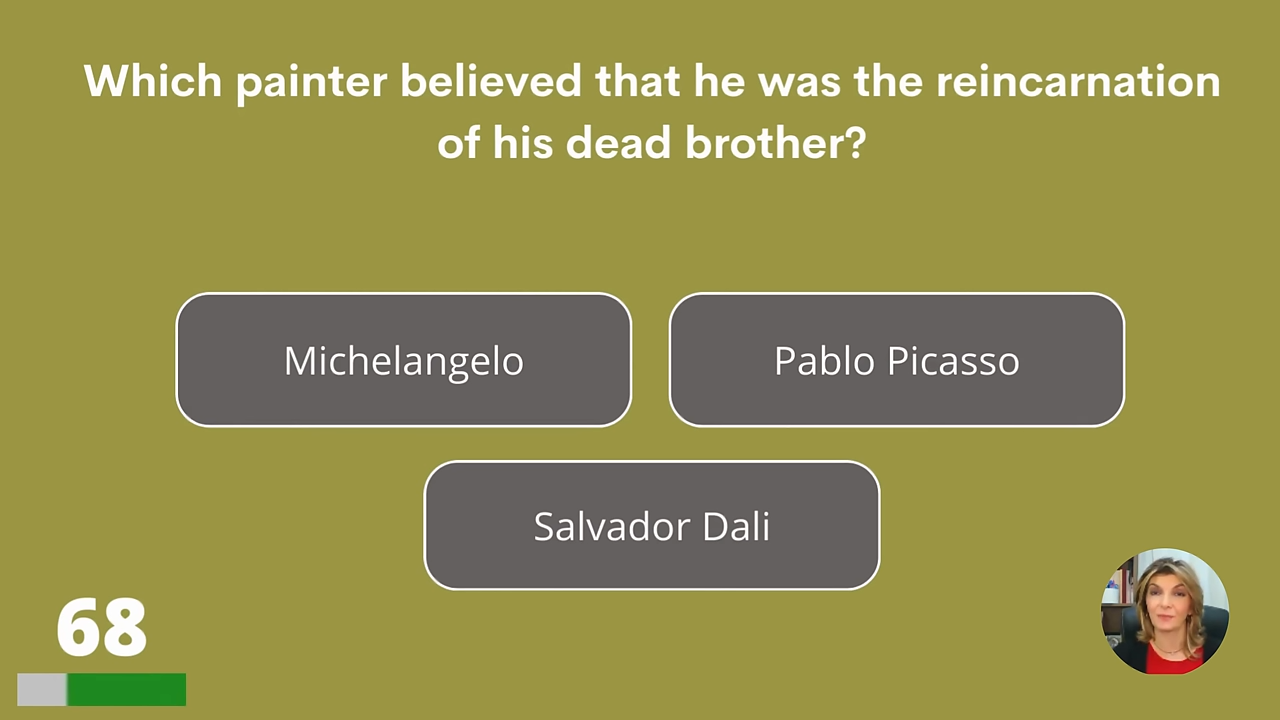 Which painter believed that he was the reincarnation
of his dead brother?
Michelangelo
Pablo Picasso
Salvador Dali
68